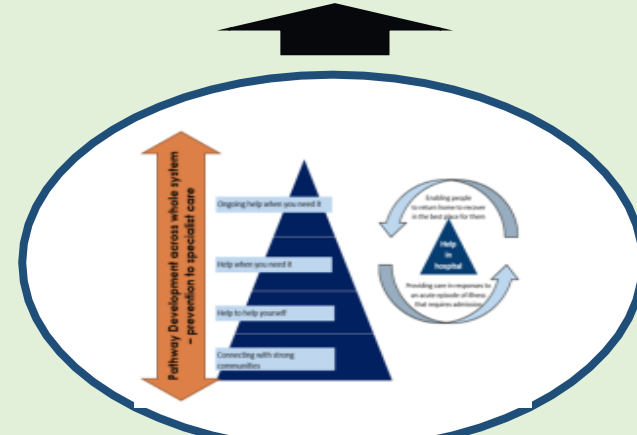 Pathway Development across whole system
– prevention to specialist care
Ongoing help when you need it
Help when you need it
Help to help yourself
Connecting with strong
communities
Enabling people
to return home to recover
in the best place for them
Help
in
hospital
Providing care in responses to
an acute episode of illness
that requires admission